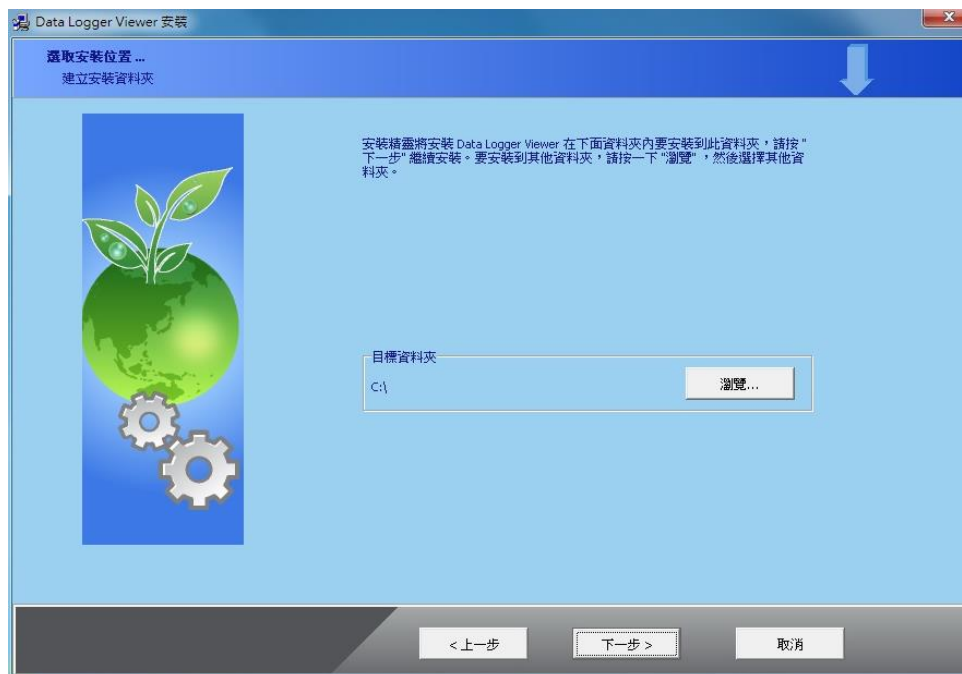 Data Logger Viewer 安裝
選取安裝位置 ...
建立安裝資料夾
安裝精靈將安裝 Data Logger Viewer 在下面資料夾內要安裝到此資料夾，請按 "
下一步" 繼續安裝。要安裝到其他資料夾，請按一下 "瀏覽" ，然後選擇其他資
料夾。
目標資料夾
C:\
瀏覽...
< 上一步
下一步 >
取消